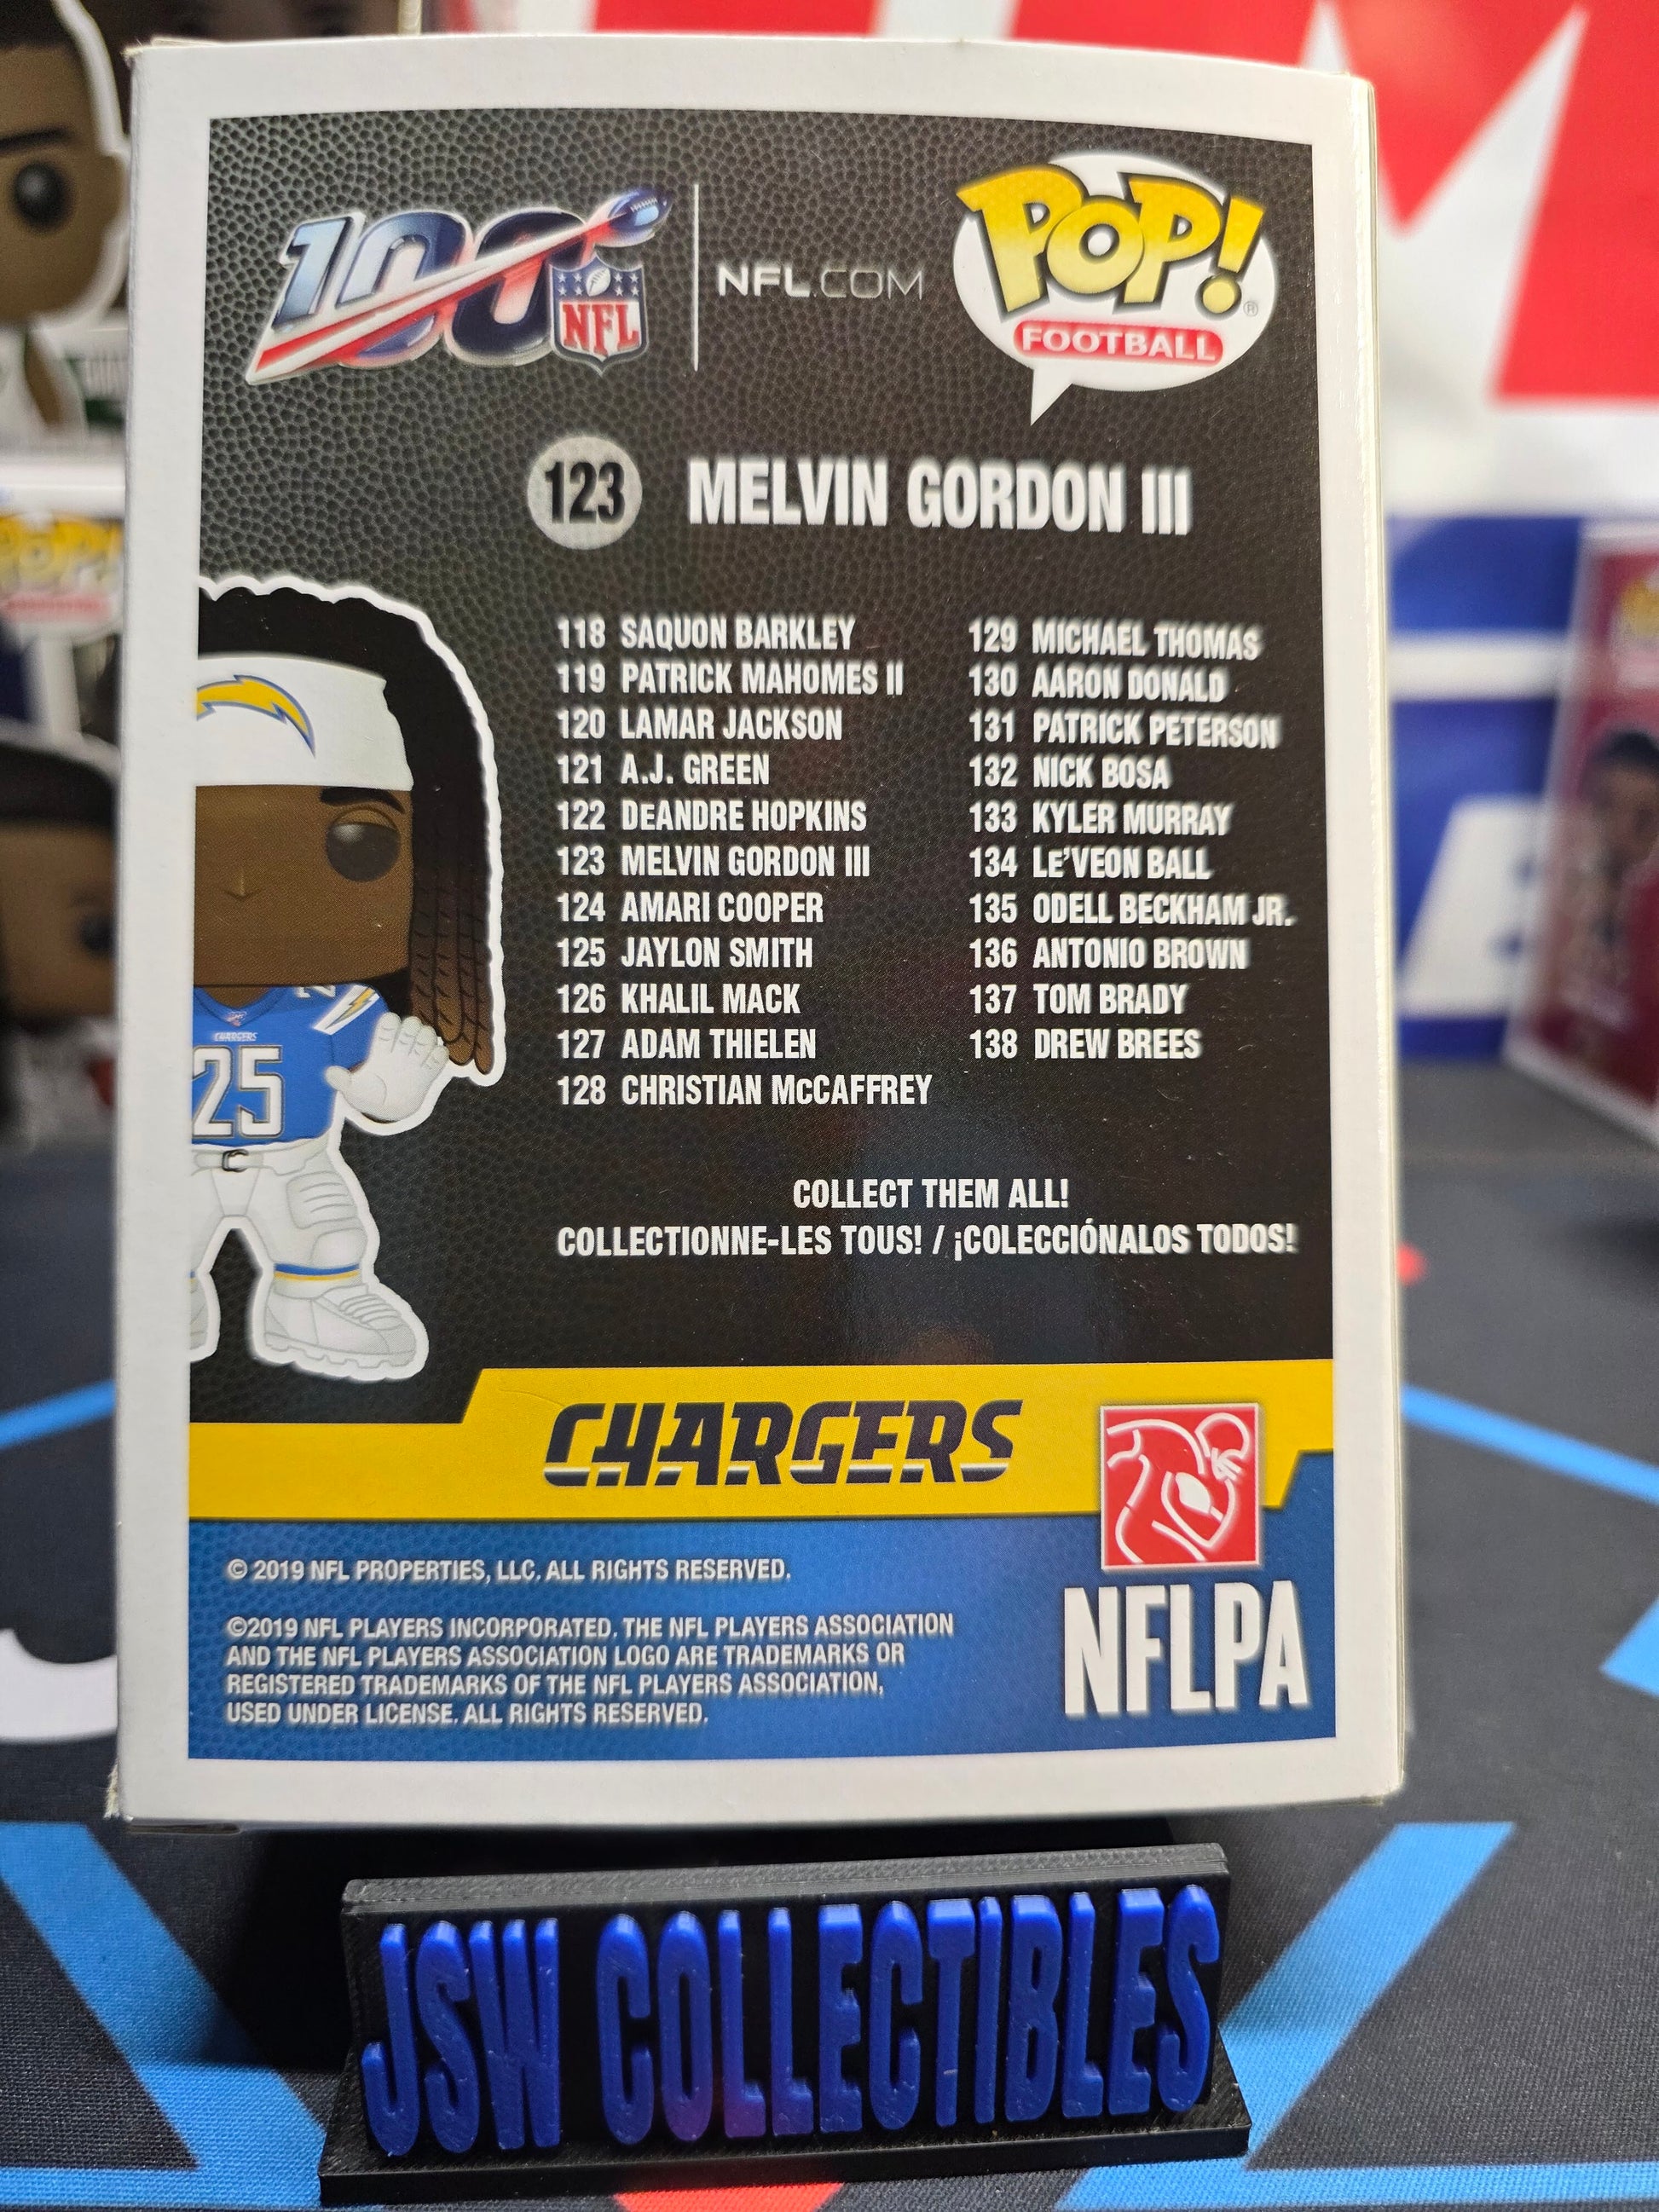 100
NFL
NFL.COM
POP!
®
FOOTBALL
123 MELVIN GORDON III
118 SAQUON BARKLEY
119 PATRICK MAHOMES II
120 LAMAR JACKSON
121 A.J. GREEN
122 DeANDRE HOPKINS
123 MELVIN GORDON III
124 AMARI COOPER
125 JAYLON SMITH
126 KHALIL MACK
127 ADAM THIELEN
128 CHRISTIAN McCAFFREY
129 MICHAEL THOMAS
130 AARON DONALD
131 PATRICK PETERSON
132 NICK BOSA
133 KYLER MURRAY
134 LE'VEON BALL
135 ODELL BECKHAM JR.
136 ANTONIO BROWN
137 TOM BRADY
138 DREW BREES
CHARGERS
25
COLLECT THEM ALL!
COLLECTIONNE-LES TOUS! / ¡COLECCIÓNALOS TODOS!
CHARGERS
© 2019 NFL PROPERTIES, LLC. ALL RIGHTS RESERVED.
©2019 NFL PLAYERS INCORPORATED. THE NFL PLAYERS ASSOCIATION
AND THE NFL PLAYERS ASSOCIATION LOGO ARE TRADEMARKS OR
REGISTERED TRADEMARKS OF THE NFL PLAYERS ASSOCIATION,
USED UNDER LICENSE. ALL RIGHTS RESERVED.
NFLPA
JSW COLLECTIBLES